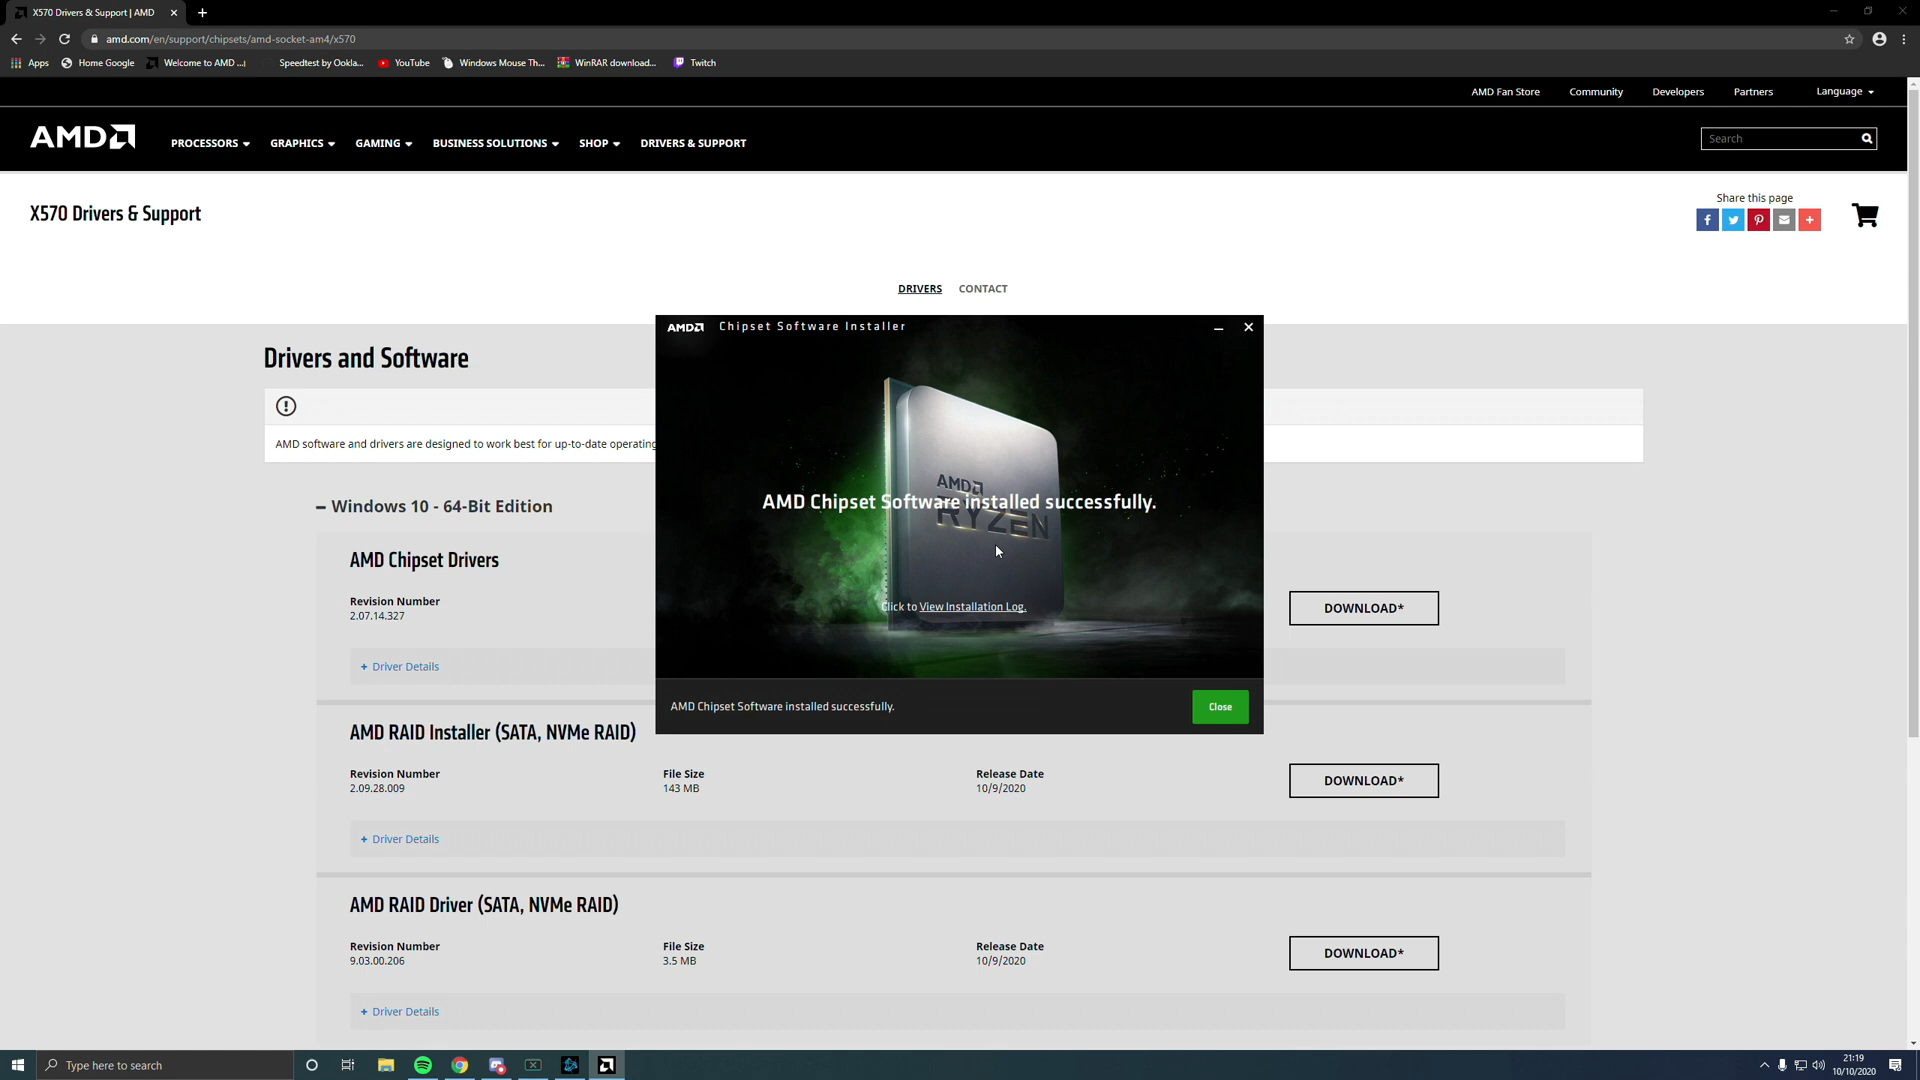 X570 Drivers & Support | AMD
amd.com/en/support/chipsets/amd-socket-am4/x570
Apps
Home Google
Welcome to AMD ...
Speedtest by Ookla...
YouTube
Windows Mouse Th...
WinRAR download...
Twitch
AMD Fan Store
Community
Developers
Partners
Language
AMD
PROCESSORS
GRAPHICS
GAMING
BUSINESS SOLUTIONS
SHOP
DRIVERS & SUPPORT
Search
X570 Drivers & Support
Share this page
DRIVERS
CONTACT
Drivers and Software
AMD software and drivers are designed to work best for up-to-date operating
AMD Chipset Software Installer
AMD
RYZEN
AMD Chipset Software installed successfully.
Click to View Installation Log.
AMD Chipset Software installed successfully.
Close
Windows 10 - 64-Bit Edition
AMD Chipset Drivers
Revision Number
2.07.14.327
DOWNLOAD*
+ Driver Details
AMD RAID Installer (SATA, NVMe RAID)
Revision Number
File Size
Release Date
2.09.28.009
143 MB
10/9/2020
DOWNLOAD*
+ Driver Details
AMD RAID Driver (SATA, NVMe RAID)
Revision Number
File Size
Release Date
9.03.00.206
3.5 MB
10/9/2020
DOWNLOAD*
+ Driver Details
Type here to search
21:19
10/10/2020